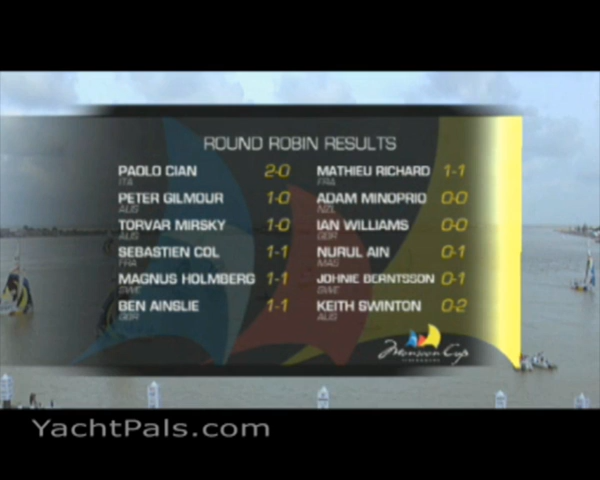 ROUND ROBIN RESULTS
PAOLO CIAN 2-0
ITA
PETER GILMOUR 1-0
AUS
TORVAR MIRSKY 1-0
AUS
SEBASTIEN COL 1-1
FRA
MAGNUS HOLMBERG 1-1
SWE
BEN AINSLIE 1-1
GBR
MATHIEU RICHARD 1-1
FRA
ADAM MINOPRIO 0-0
NZL
IAN WILLIAMS 0-0
GBR
NURUL AIN 0-1
MAS
JOHNIE BERNTSSON 0-1
SWE
KEITH SWINTON 0-2
AUS
Monsoon Cup
YachtPals.com